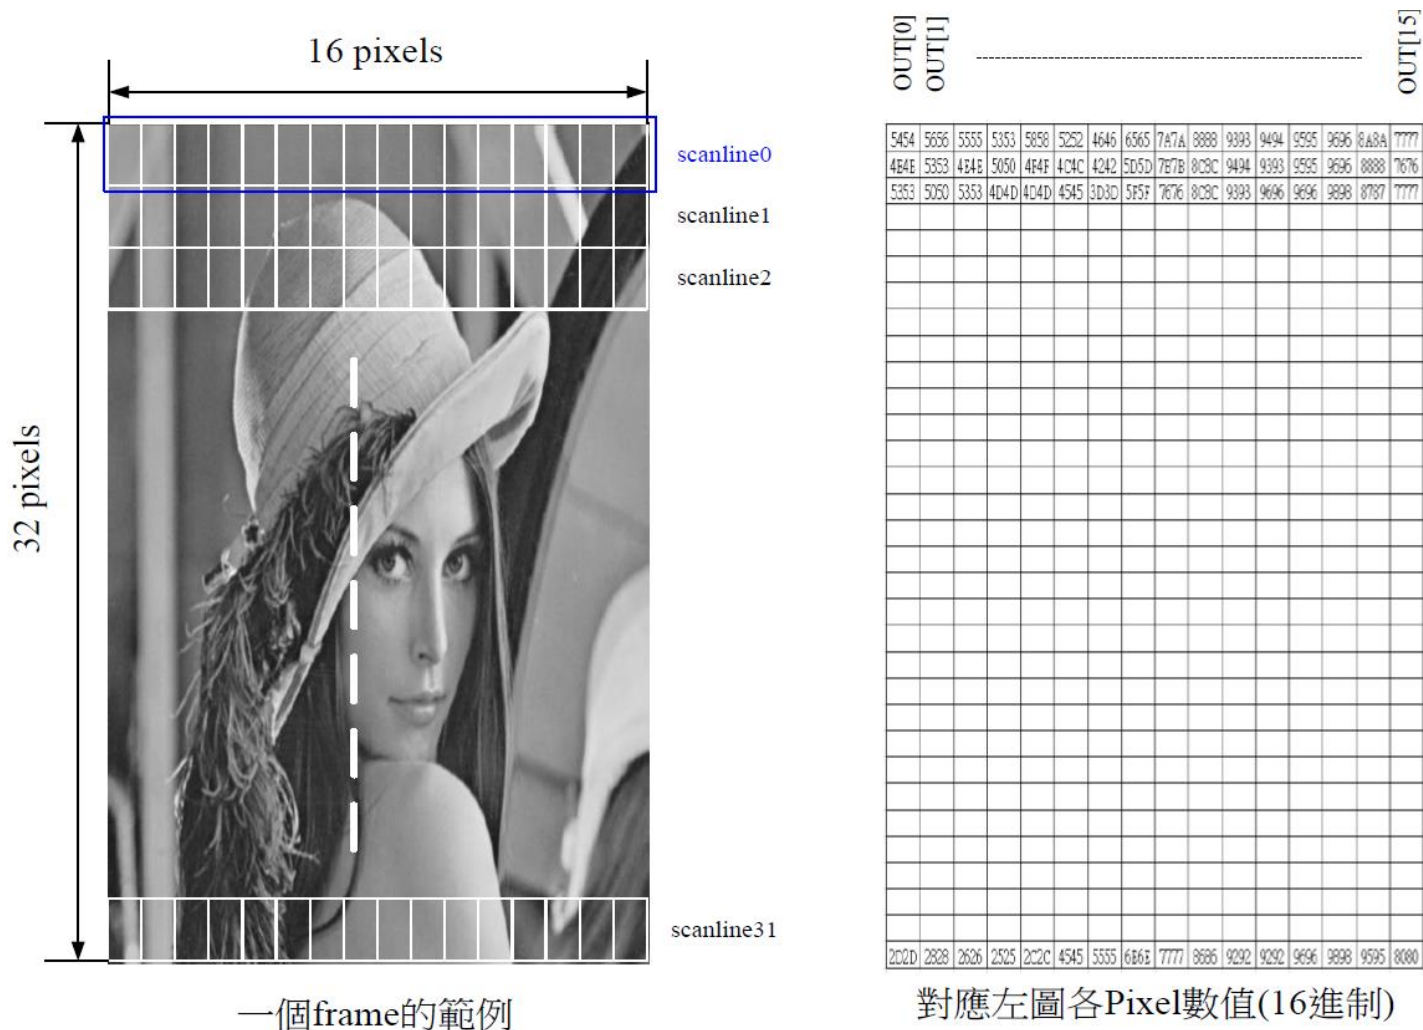 16 pixels
32 pixels
scanline0
scanline1
scanline2
scanline31
一個frame的範例
OUT[0] OUT[1] OUT[15]
5454 5656 5555 5353 5858 5252 4646 6565 7A7A 8888 9393 9494 9595 9696 8A8A 7777
4E4E 5353 4E4E 5050 4F4F 4C4C 4242 5D5D 7B7B 8C8C 9494 9393 9595 9696 8888 7676
5353 5050 5353 4D4D 4D4D 4545 3D3D 5F5F 7676 8C8C 9393 9696 9696 9898 8787 7777
2D2D 2828 2626 2525 2C2C 4545 5555 6E6E 7777 8686 9292 9292 9696 9898 9595 8080
對應左圖各Pixel數值(16進制)